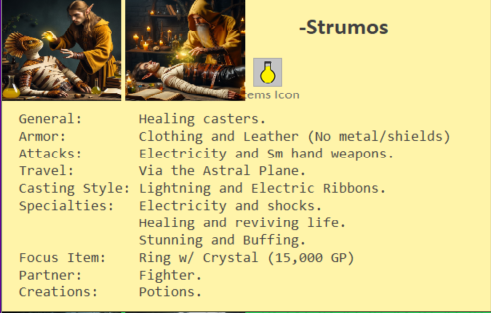 -Strumos
ems Icon
General: Healing casters.
Armor: Clothing and Leather (No metal/shields)
Attacks: Electricity and Sm hand weapons.
Travel: Via the Astral Plane.
Casting Style: Lightning and Electric Ribbons.
Specialties: Electricity and shocks.
Healing and reviving life.
Stunning and Buffing.
Focus Item: Ring w/ Crystal (15,000 GP)
Partner: Fighter.
Creations: Potions.